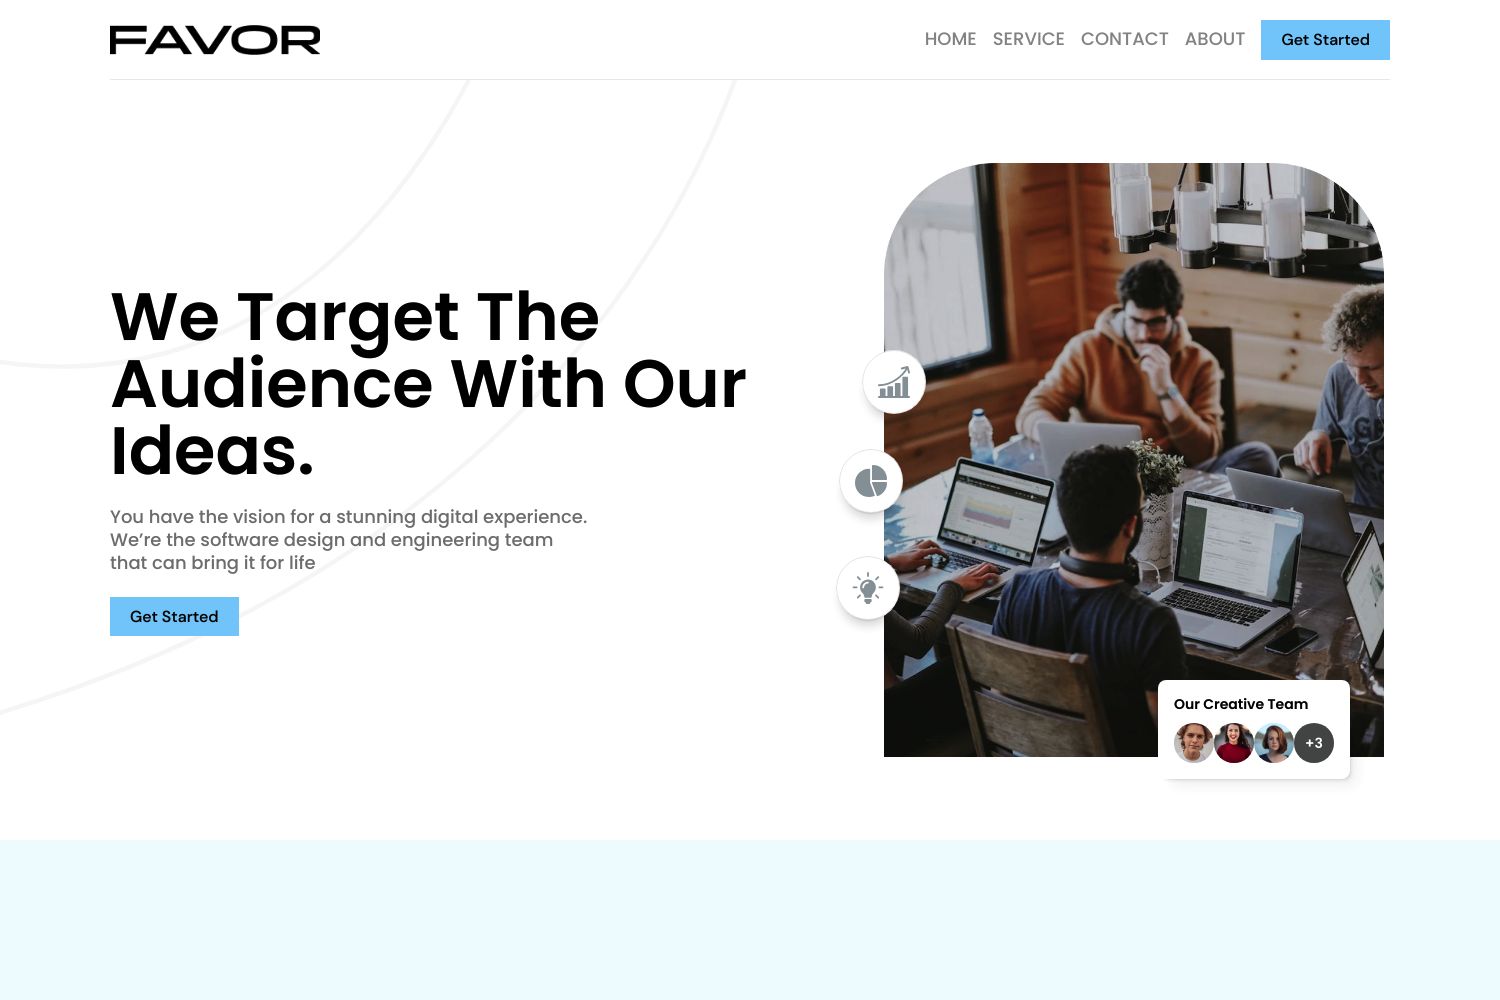 FAVOR
HOME SERVICE CONTACT ABOUT Get Started
We Target The
Audience With Our
Ideas.
You have the vision for a stunning digital experience.
We’re the software design and engineering team
that can bring it for life
Get Started
Our Creative Team
+3